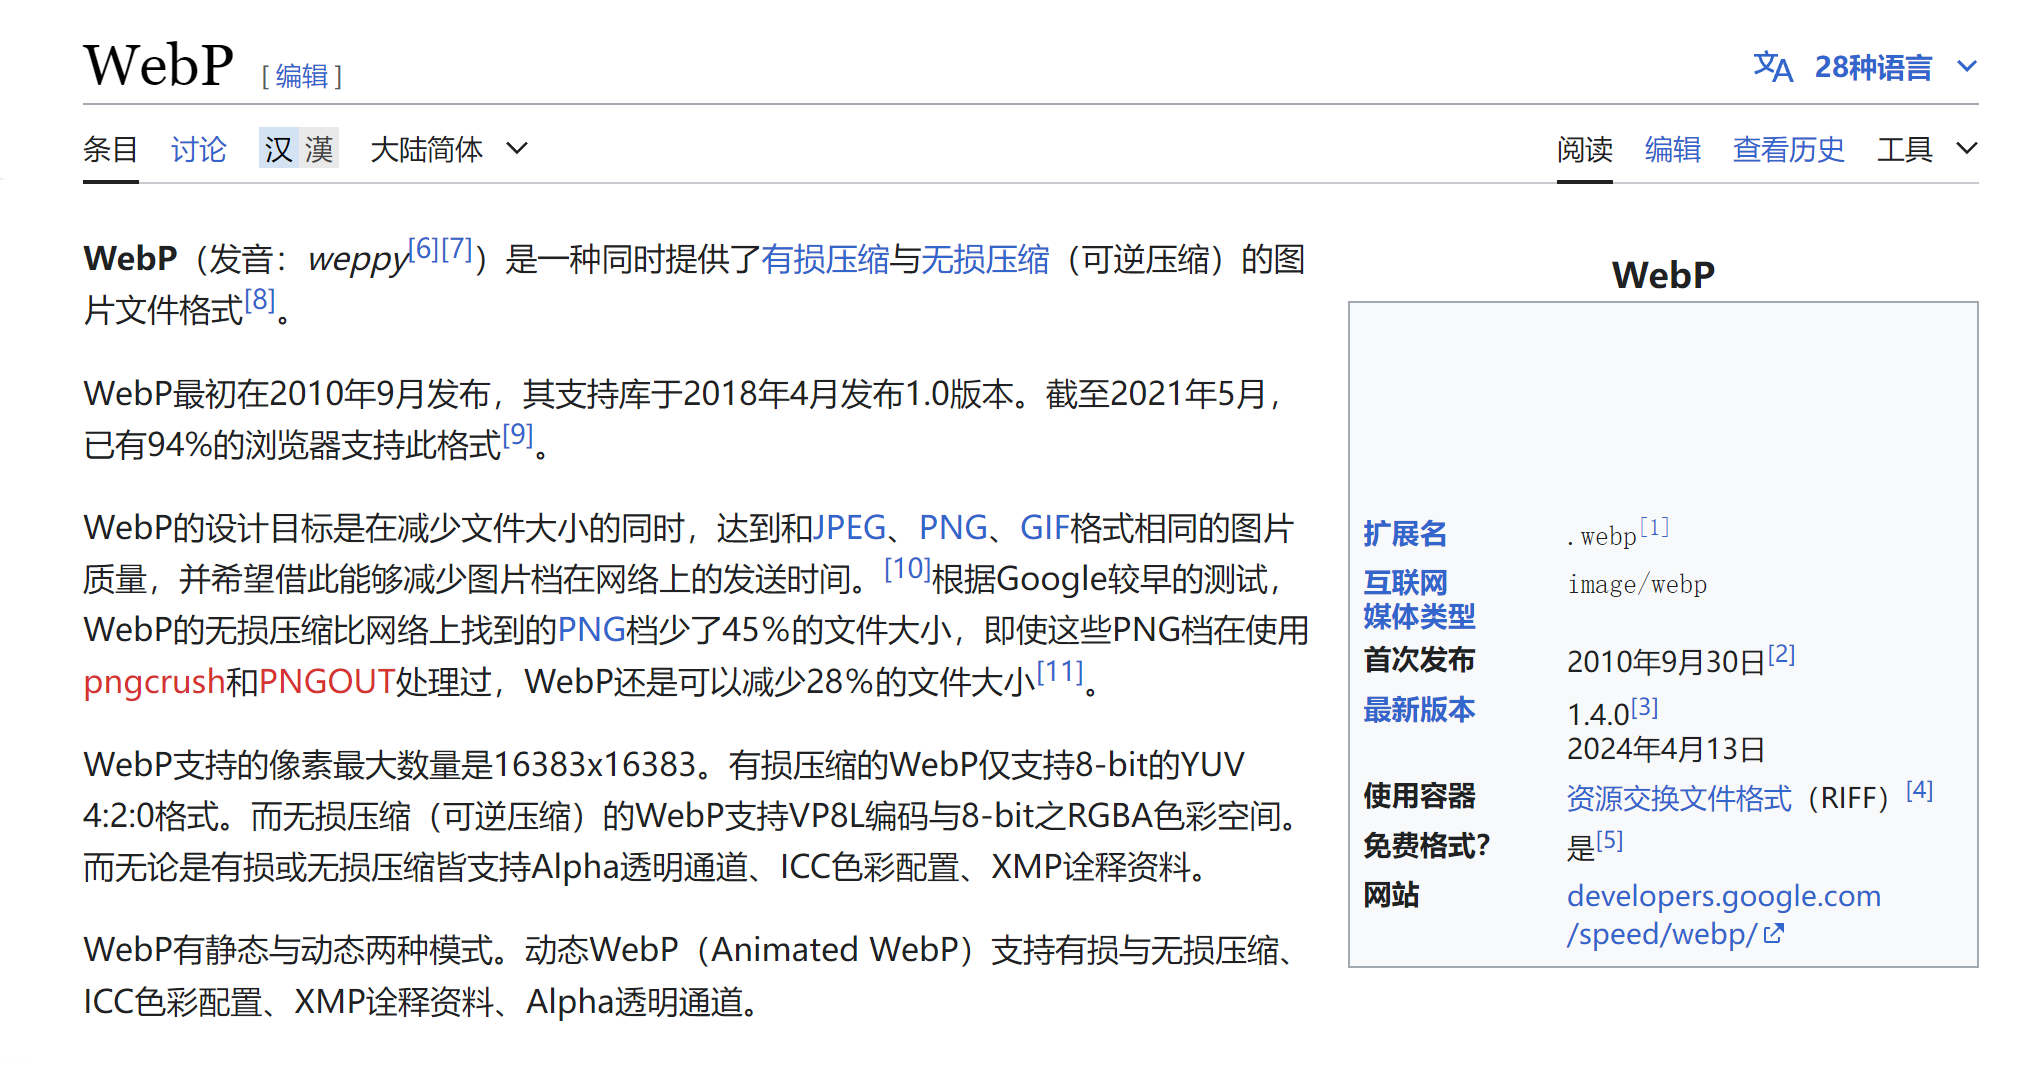 WebP [ 编辑 ]
28种语言
条目 讨论 汉 漢 大陆简体
阅读 编辑 查看历史 工具
WebP（发音：weppy[6][7]）是一种同时提供了有损压缩与无损压缩（可逆压缩）的图
片文件格式[8]。
WebP最初在2010年9月发布，其支持库于2018年4月发布1.0版本。截至2021年5月，
已有94%的浏览器支持此格式[9]。
WebP的设计目标是在减少文件大小的同时，达到和JPEG、PNG、GIF格式相同的图片
质量，并希望借此能够减少图片档在网络上的发送时间。[10]根据Google较早的测试，
WebP的无损压缩比网络上找到的PNG档少了45％的文件大小，即使这些PNG档在使用
pngcrush和PNGOUT处理过，WebP还是可以减少28％的文件大小[11]。
WebP支持的像素最大数量是16383x16383。有损压缩的WebP仅支持8-bit的YUV
4:2:0格式。而无损压缩（可逆压缩）的WebP支持VP8L编码与8-bit之RGBA色彩空间。
而无论是有损或无损压缩皆支持Alpha透明通道、ICC色彩配置、XMP诠释资料。
WebP有静态与动态两种模式。动态WebP（Animated WebP）支持有损与无损压缩、
ICC色彩配置、XMP诠释资料、Alpha透明通道。
WebP
扩展名 .webp[1]
互联网 image/webp
媒体类型
首次发布 2010年9月30日[2]
最新版本 1.4.0[3]
2024年4月13日
使用容器 资源交换文件格式（RIFF）[4]
免费格式？ 是[5]
网站 developers.google.com
/speed/webp/